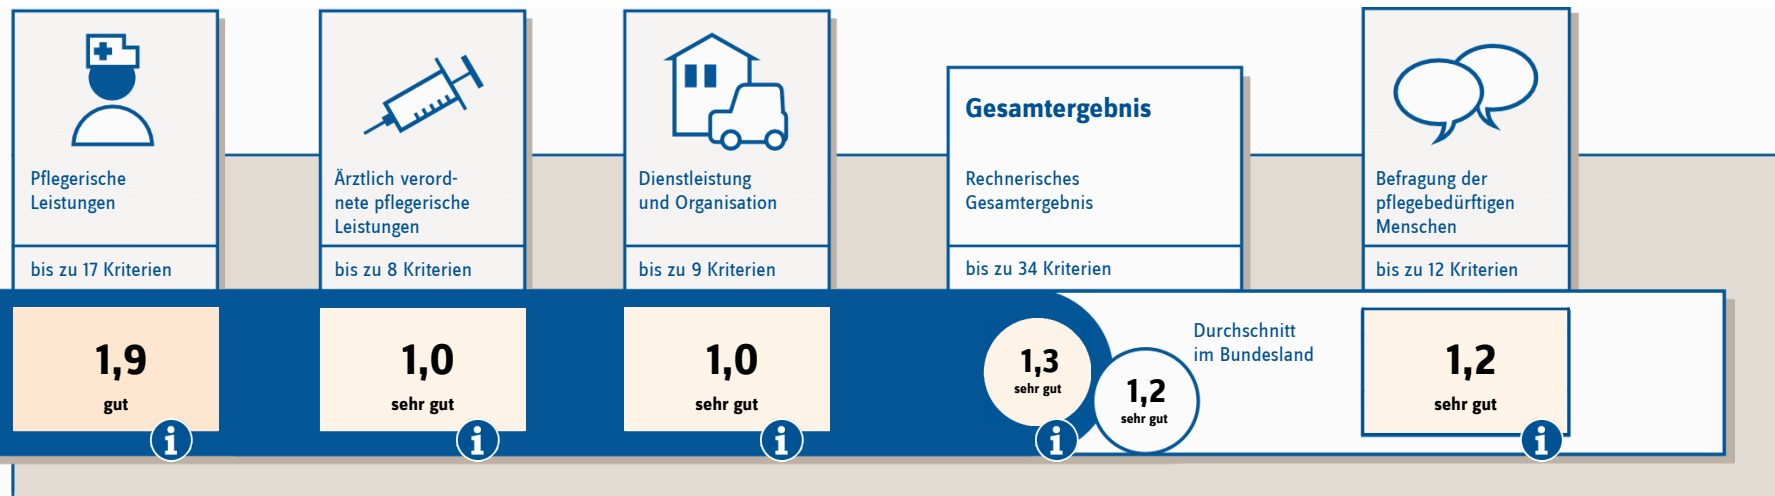 Pflegerische
Leistungen
bis zu 17 Kriterien
1,9
gut
i
Ärztlich verord-
nete pflegerische
Leistungen
bis zu 8 Kriterien
1,0
sehr gut
i
Dienstleistung
und Organisation
bis zu 9 Kriterien
1,0
sehr gut
i
Gesamtergebnis
Rechnerisches
Gesamtergebnis
bis zu 34 Kriterien
1,3
sehr gut
i
1,2
sehr gut
Durchschnitt
im Bundesland
Befragung der
pflegebedürftigen
Menschen
bis zu 12 Kriterien
1,2
sehr gut
i